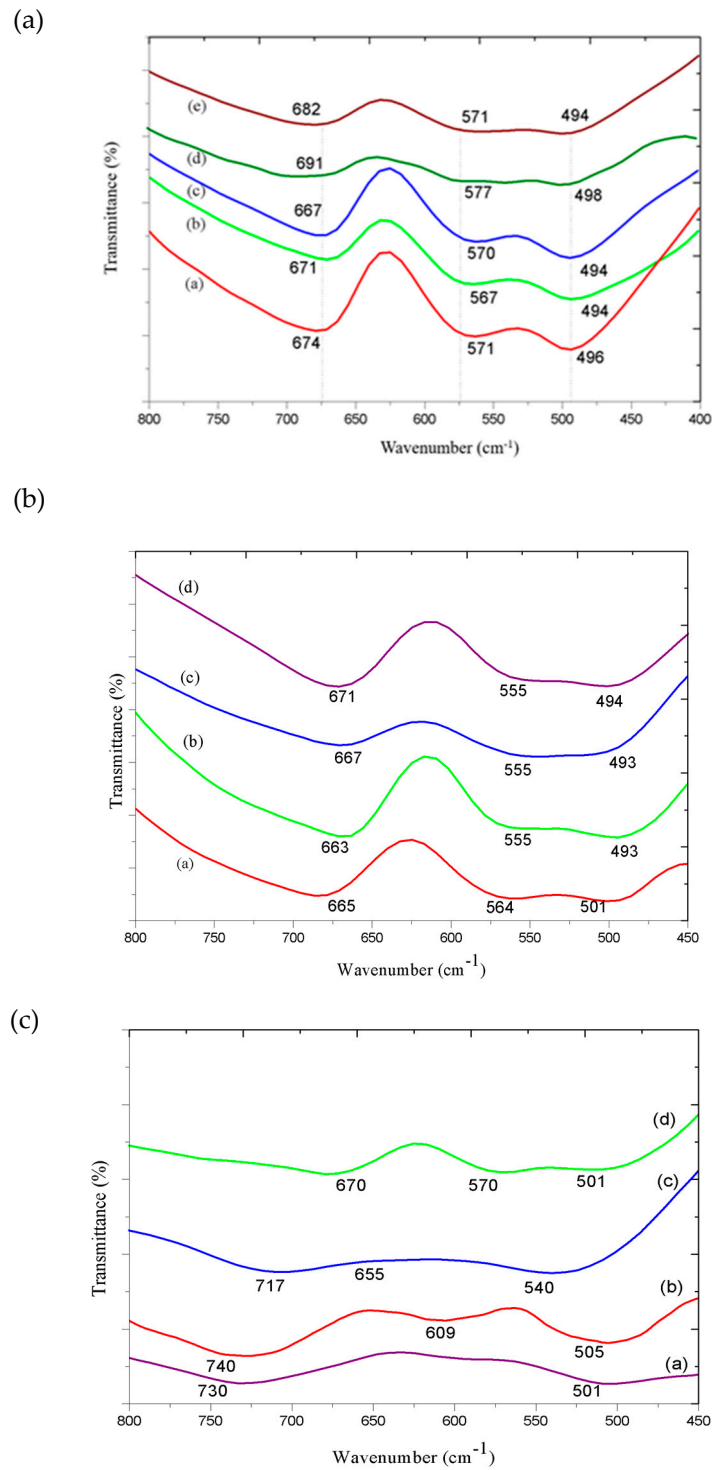 (a)
Transmittance (%)
(e)
682
571
494
(d)
691
577
498
(c)
667
570
494
(b)
671
567
494
(a)
674
571
496
800
750
700
650
600
550
500
450
400
Wavenumber (cm-1)
(b)
Transmittance (%)
(d)
671
555
494
(c)
667
555
493
(b)
663
555
493
(a)
665
564
501
800
750
700
650
600
550
500
450
Wavenumber (cm-1)
(c)
Transmittance (%)
(d)
670
570
501
(c)
717
655
540
(b)
740
609
505
(a)
730
501
800
750
700
650
600
550
500
450
Wavenumber (cm-1)